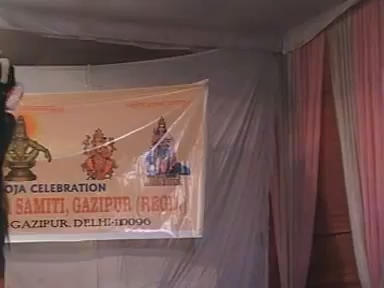 OJA CELEBRATION
SAMITI, GAZIPUR (REGD.)
GAZIPUR, DELHI-110096